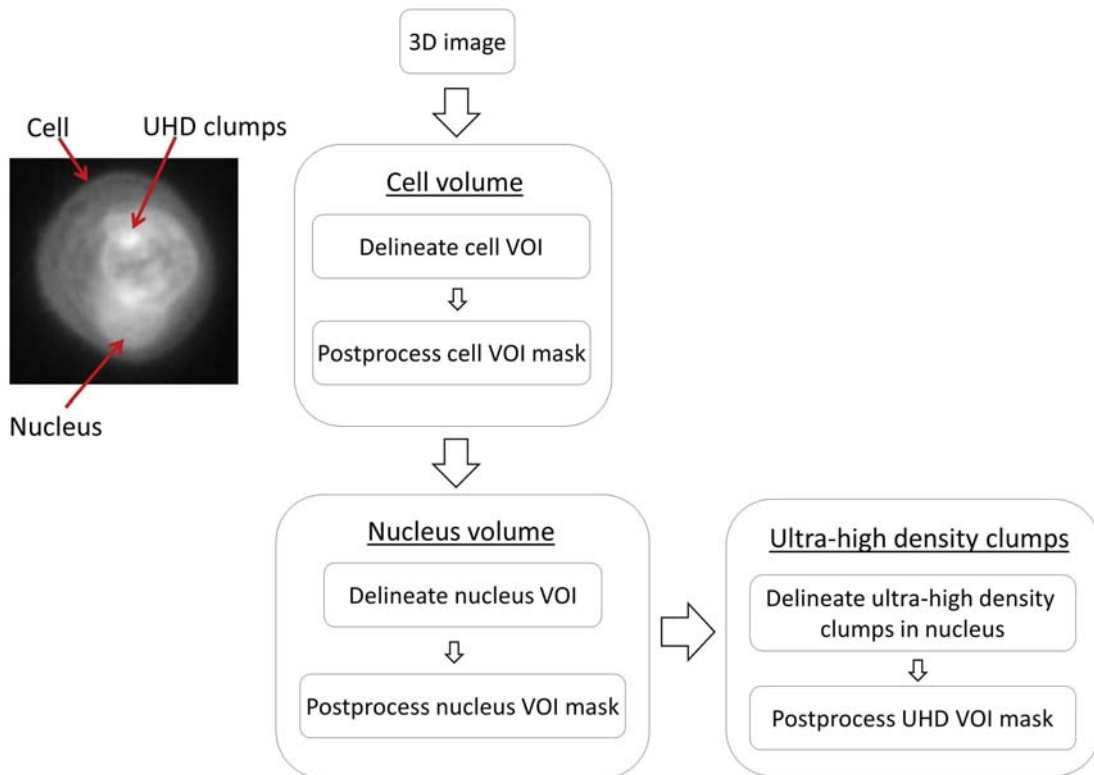 3D image
Cell
UHD clumps
Nucleus
Cell volume
Delineate cell VOI
Postprocess cell VOI mask
Nucleus volume
Delineate nucleus VOI
Postprocess nucleus VOI mask
Ultra-high density clumps
Delineate ultra-high density
clumps in nucleus
Postprocess UHD VOI mask